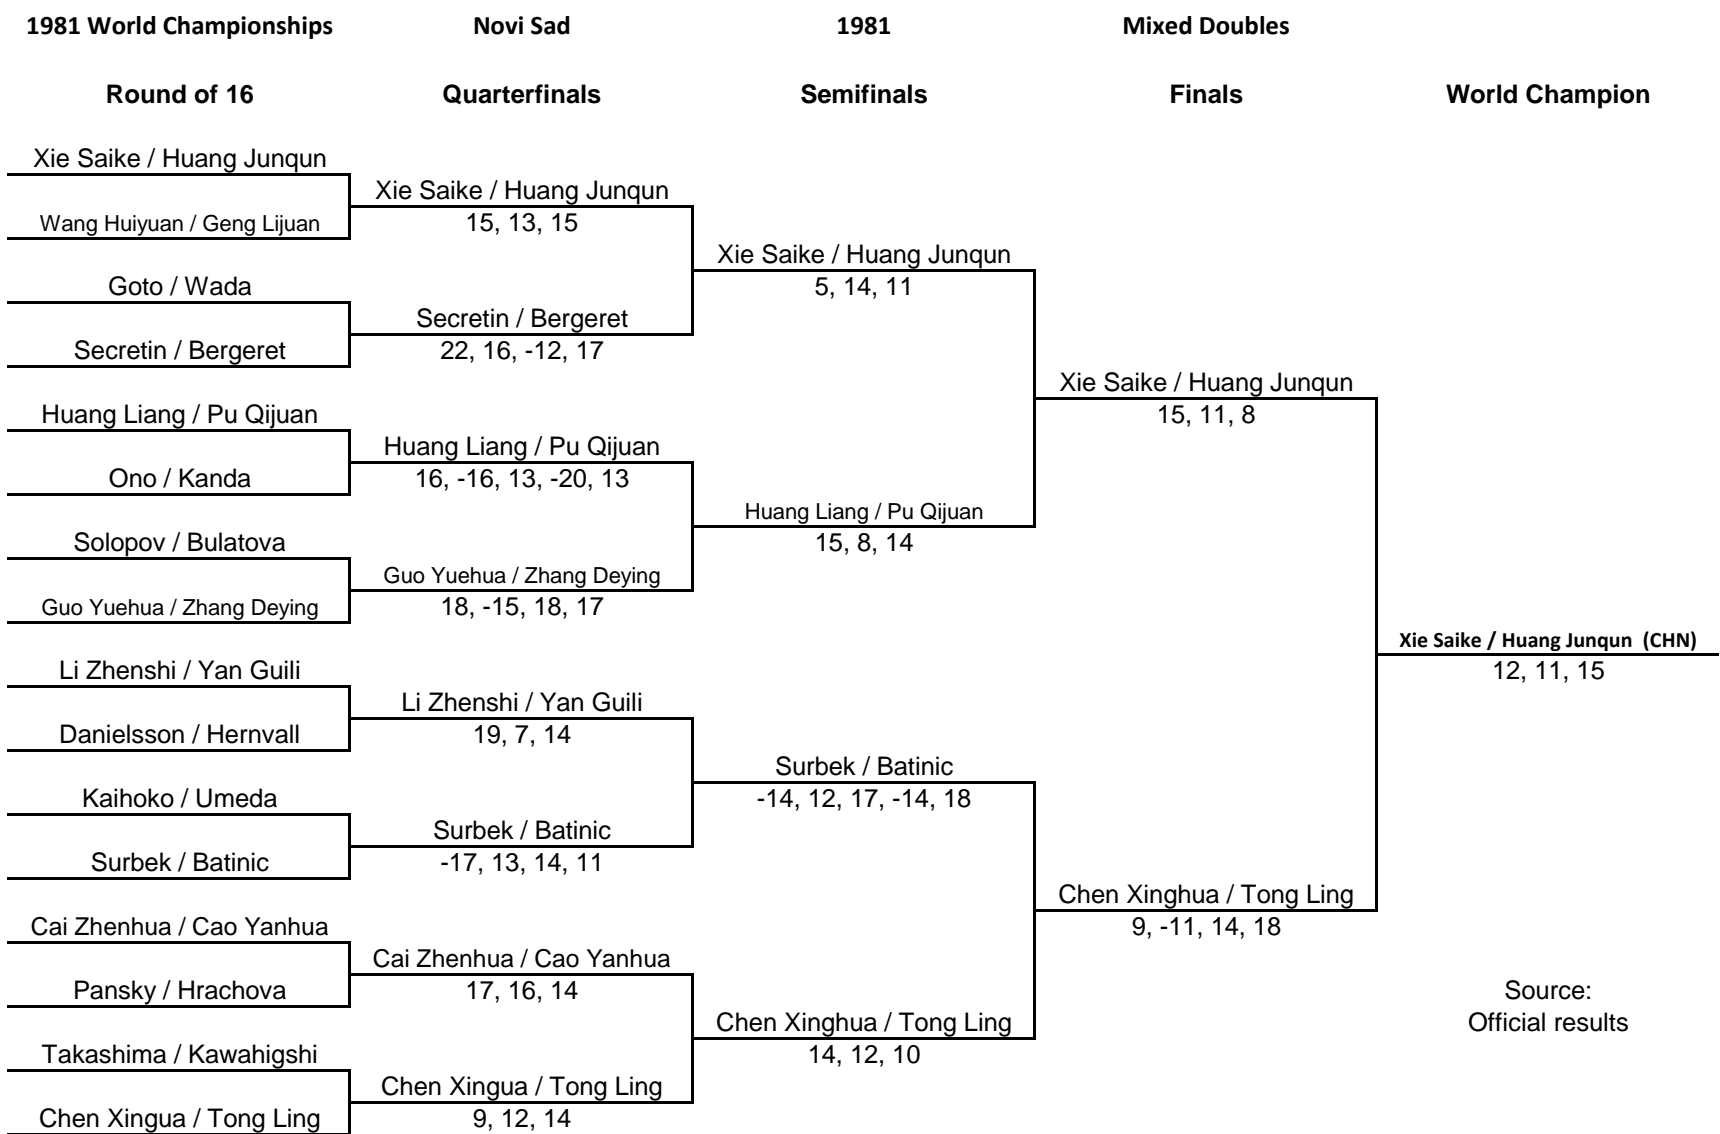 1981 World Championships Novi Sad 1981 Mixed Doubles
Round of 16 Quarterfinals Semifinals Finals World Champion
Xie Saike / Huang Junqun
Xie Saike / Huang Junqun
Wang Huiyuan / Geng Lijuan 15, 13, 15
Xie Saike / Huang Junqun
Goto / Wada 5, 14, 11
Secretin / Bergeret
Secretin / Bergeret 22, 16, -12, 17
Xie Saike / Huang Junqun
Huang Liang / Pu Qijuan 15, 11, 8
Huang Liang / Pu Qijuan
Ono / Kanda 16, -16, 13, -20, 13
Huang Liang / Pu Qijuan
Solopov / Bulatova 15, 8, 14
Guo Yuehua / Zhang Deying
Guo Yuehua / Zhang Deying 18, -15, 18, 17
Xie Saike / Huang Junqun (CHN)
Li Zhenshi / Yan Guili 12, 11, 15
Li Zhenshi / Yan Guili
Danielsson / Hernvall 19, 7, 14
Surbek / Batinic
Kaihoko / Umeda -14, 12, 17, -14, 18
Surbek / Batinic
Surbek / Batinic -17, 13, 14, 11
Chen Xinghua / Tong Ling
Cai Zhenhua / Cao Yanhua 9, -11, 14, 18
Cai Zhenhua / Cao Yanhua
Pansky / Hrachova 17, 16, 14 Source:
Chen Xinghua / Tong Ling Official results
Takashima / Kawahigshi 14, 12, 10
Chen Xingua / Tong Ling
Chen Xingua / Tong Ling 9, 12, 14